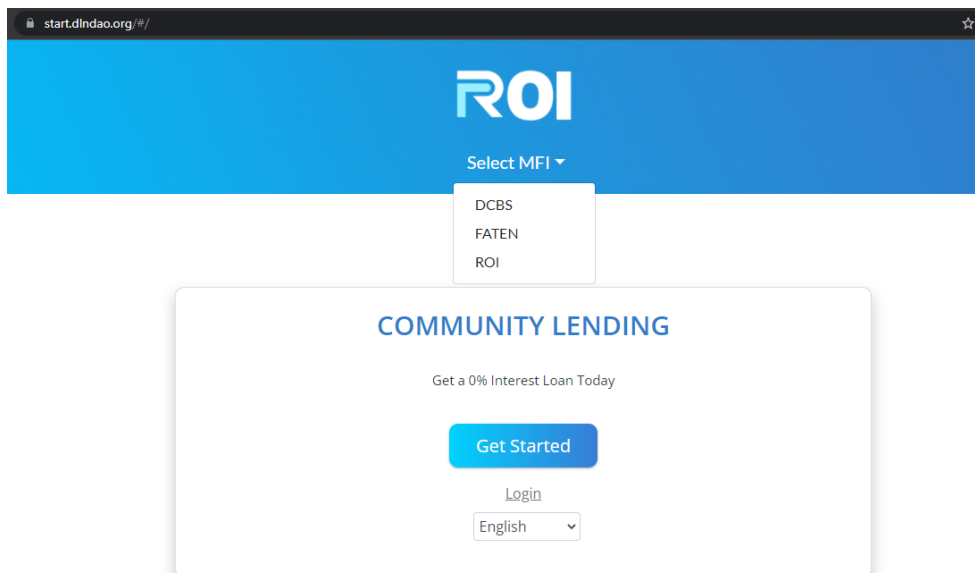 start.dlndao.org/#/
ROI
Select MFI
DCBS
FATEN
ROI
COMMUNITY LENDING
Get a 0% Interest Loan Today
Get Started
Login
English